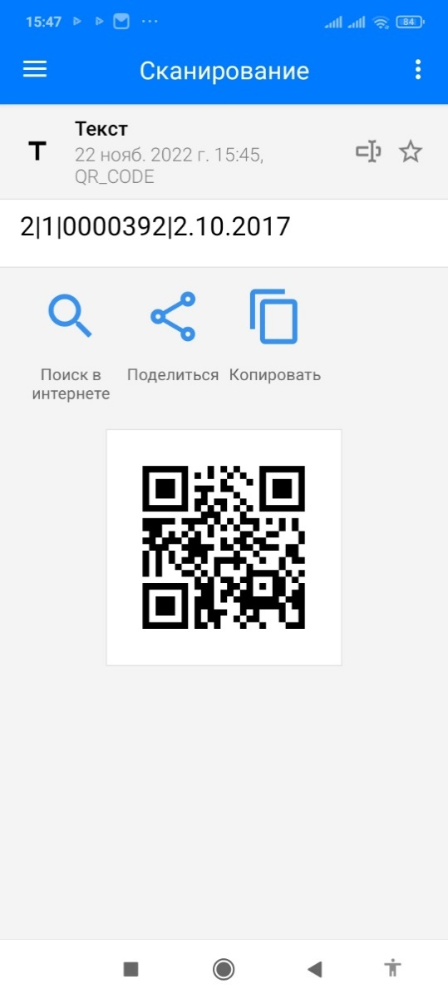 15:47
84
Сканирование
T
Текст
22 нояб. 2022 г. 15:45,
QR_CODE
2|1|0000392|2.10.2017
Поиск в
интернете
Поделиться
Копировать